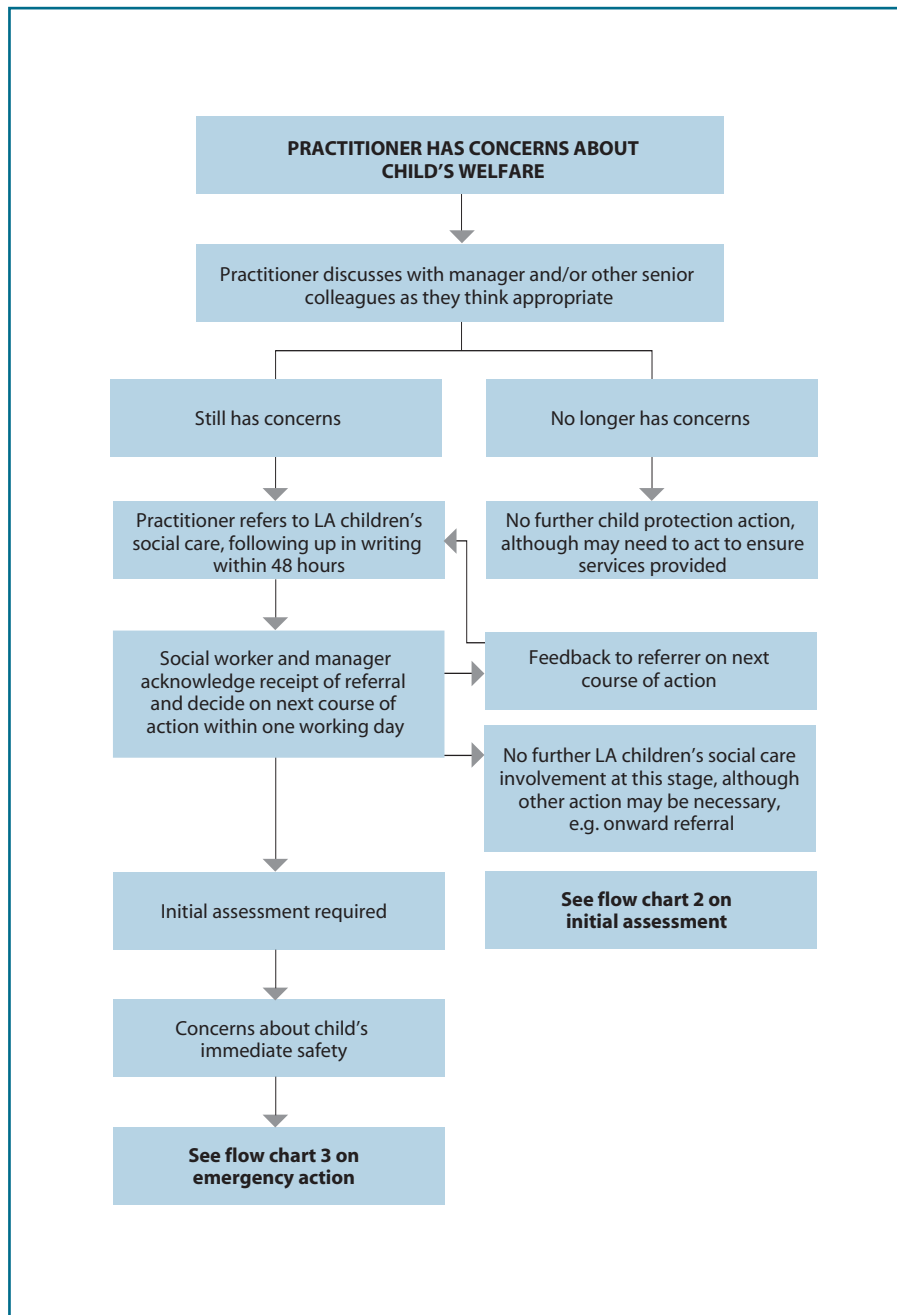 PRACTITIONER HAS CONCERNS ABOUT
CHILD’S WELFARE
Practitioner discusses with manager and/or other senior
colleagues as they think appropriate
Still has concerns
No longer has concerns
Practitioner refers to LA children’s
social care, following up in writing
within 48 hours
No further child protection action,
although may need to act to ensure
services provided
Social worker and manager
acknowledge receipt of referral
and decide on next course of
action within one working day
Feedback to referrer on next
course of action
No further LA children’s social care
involvement at this stage, although
other action may be necessary,
e.g. onward referral
Initial assessment required
See flow chart 2 on
initial assessment
Concerns about child’s
immediate safety
See flow chart 3 on
emergency action